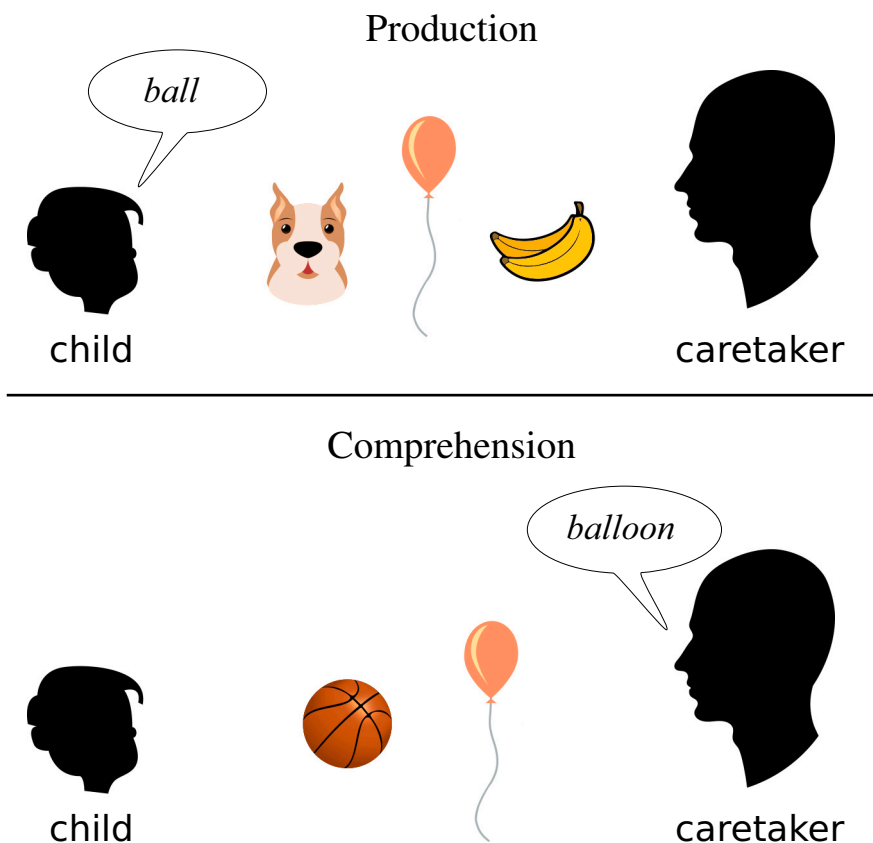 Production
ball
child
caretaker
Comprehension
balloon
child
caretaker